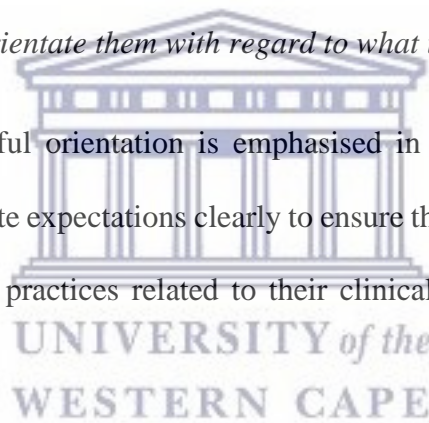 rientate them with regard to what
ful orientation is emphasised in
te expectations clearly to ensure th
practices related to their clinical
UNIVERSITY of the
WESTERN CAPE